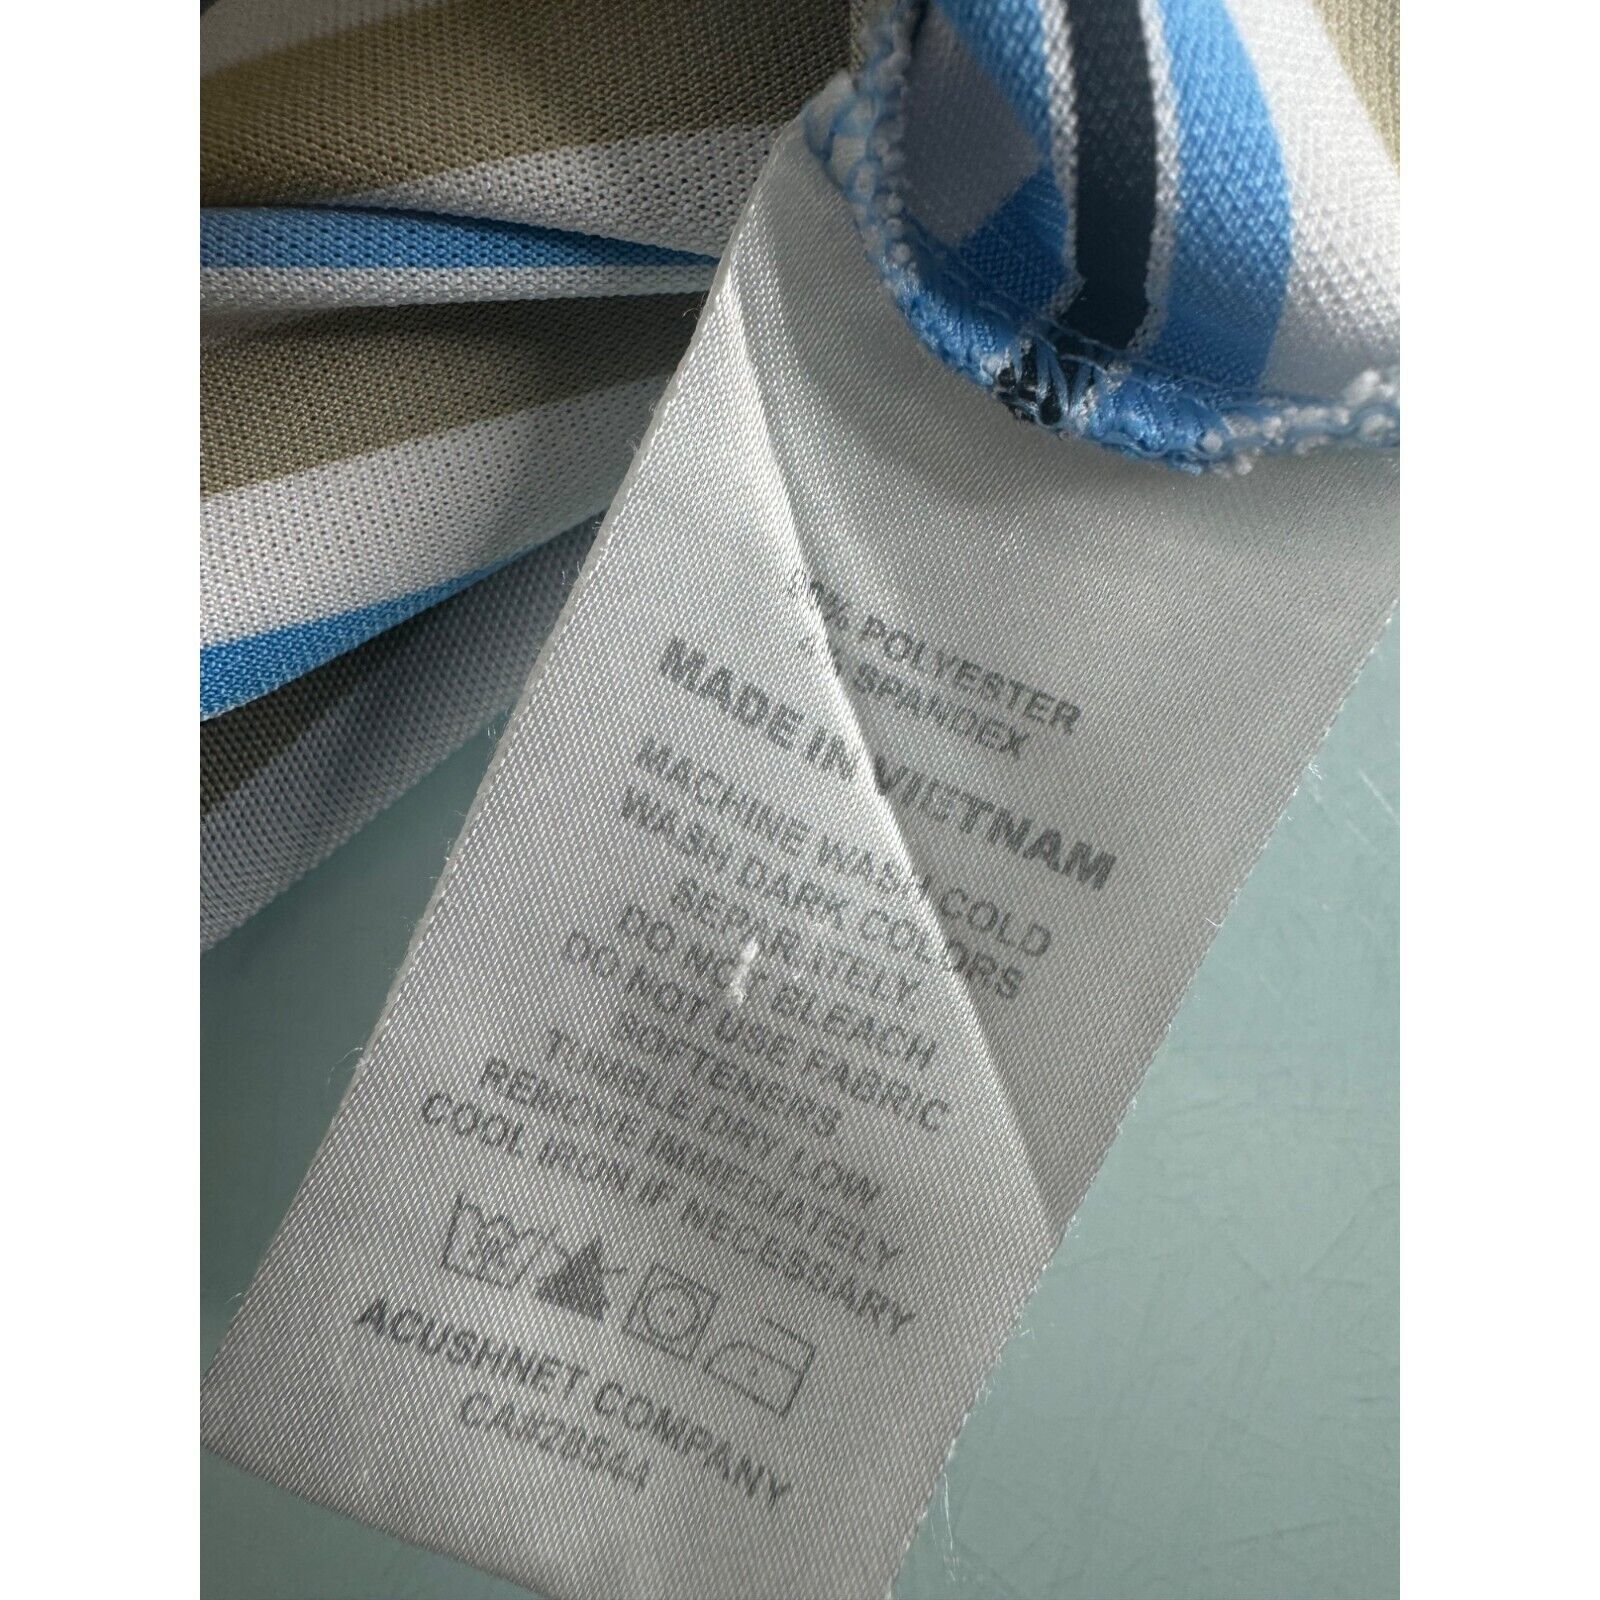 % POLYESTER
SPANDEX
MADE IN VIETNAM
MACHINE WASH COLD
WASH DARK COLORS
SEPARATELY.
DO NOT BLEACH
DO NOT USE FABRIC
SOFTENERS
TUMBLE DRY LOW
REMOVE IMMEDIATELY
COOL IRON IF NECESSARY
ACUSHNET COMPANY